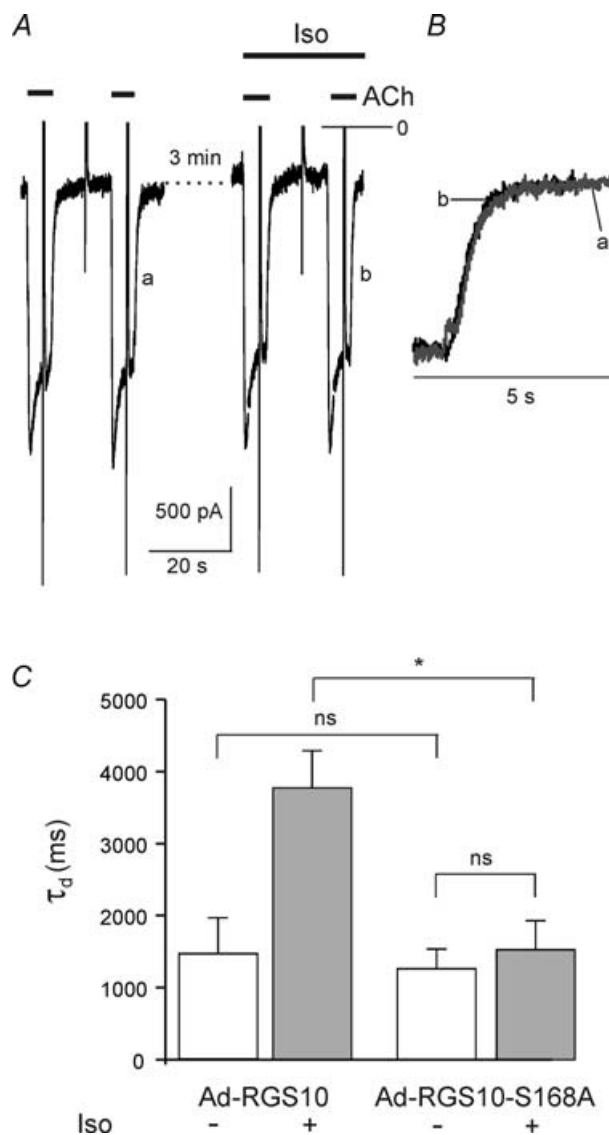 A
Iso
B
ACh
0
3 min
a
b
b
a
5 s
500 pA
20 s
C
*
ns
ns
5000
4000
3000
2000
1000
0
τd (ms)
Ad-RGS10 Ad-RGS10-S168A
Iso - + - +